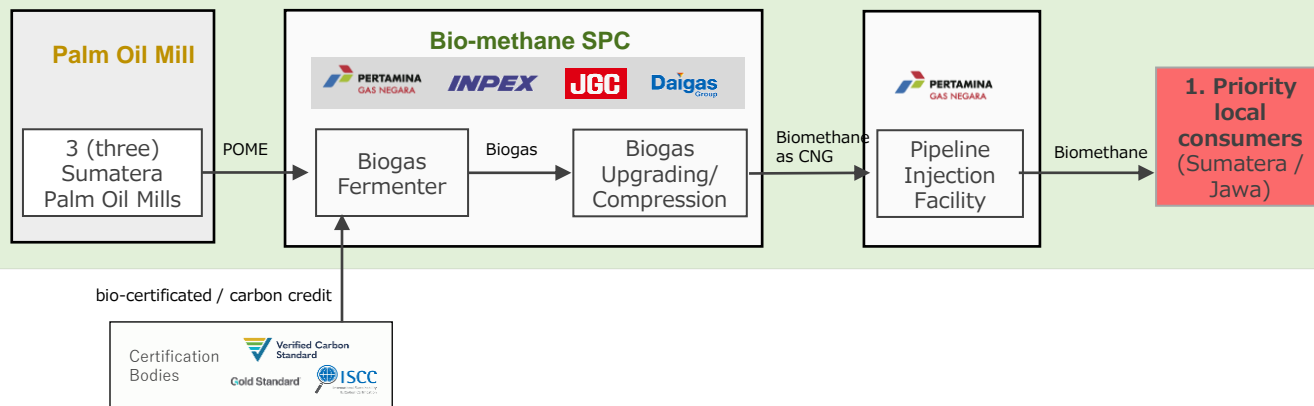 Palm Oil Mill
3 (three)
Sumatera
Palm Oil Mills
POME
Bio-methane SPC
PERTAMINA
GAS NEGARA
INPEX
JGC
Daigas
Group
Biogas
Fermenter
Biogas
Biogas
Upgrading/
Compression
Biomethane
as CNG
PERTAMINA
GAS NEGARA
Pipeline
Injection
Facility
Biomethane
1. Priority
local
consumers
(Sumatera /
Jawa)
bio-certificated / carbon credit
Certification
Bodies
Verified Carbon
Standard
Gold Standard
ISCC